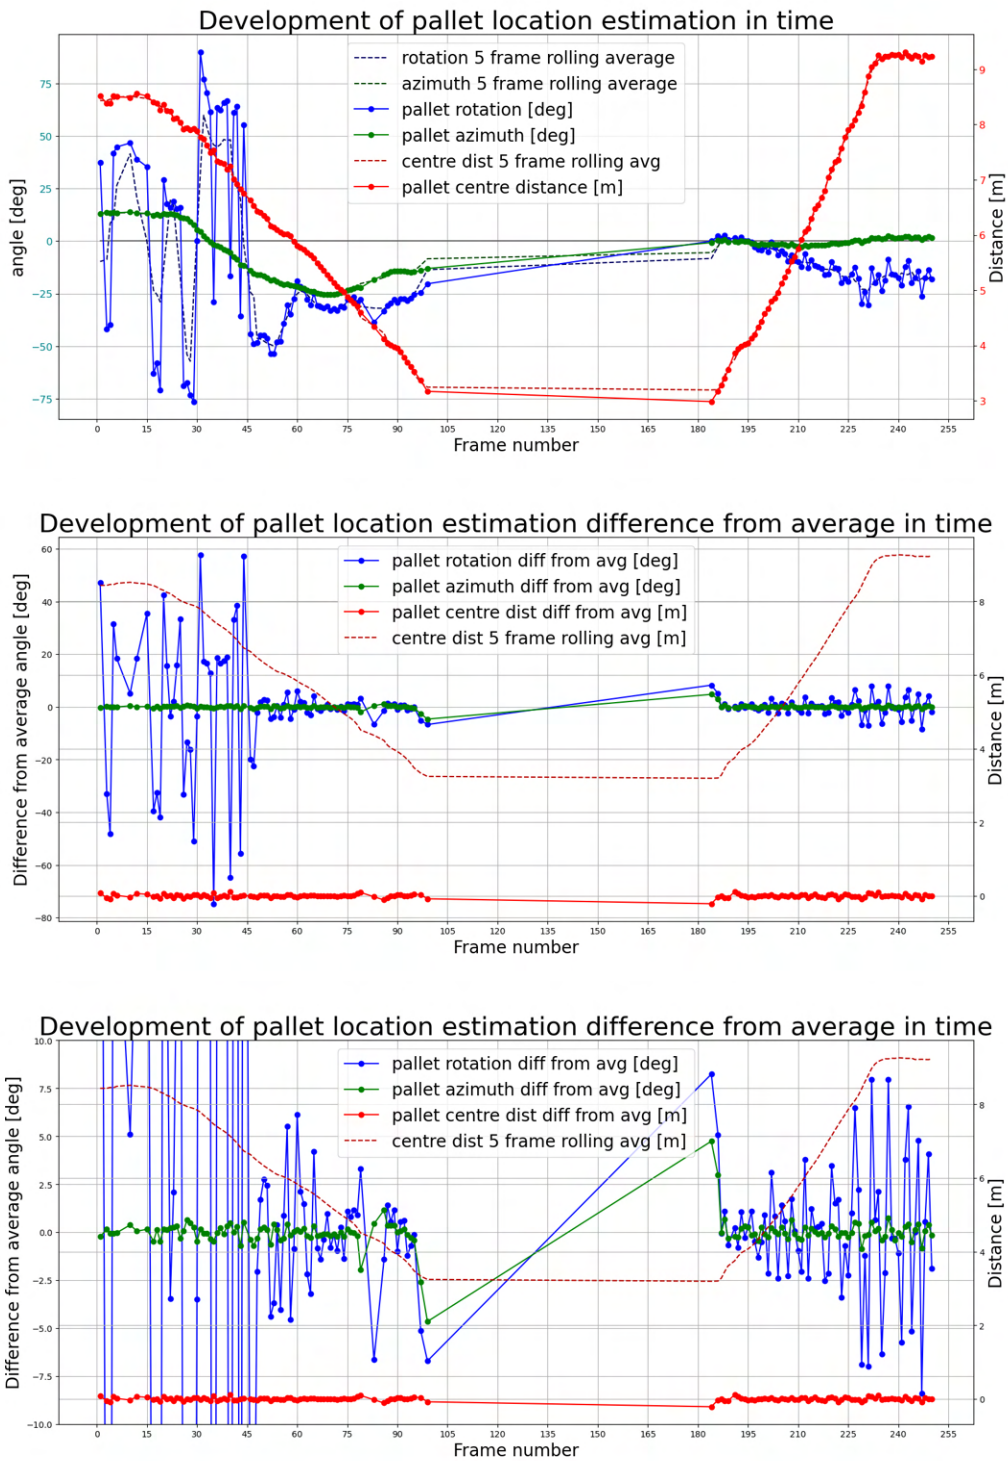 Development of pallet location estimation in time
rotation 5 frame rolling average
azimuth 5 frame rolling average
pallet rotation [deg]
pallet azimuth [deg]
centre dist 5 frame rolling avg
pallet centre distance [m]
angle [deg]
75
50
25
0
−25
−50
−75
Distance [m]
9
8
7
6
5
4
3
0 15 30 45 60 75 90 105 120 135 150 165 180 195 210 225 240 250
Frame number
Development of pallet location estimation difference from average in time
pallet rotation diff from avg [deg]
pallet azimuth diff from avg [deg]
pallet centre dist diff from avg [m]
centre dist 5 frame rolling avg [m]
Difference from average angle [deg]
60
40
20
0
−20
−40
−60
−80
Distance [m]
8
6
4
2
0
0 15 30 45 60 75 90 105 120 135 150 165 180 195 210 225 240 250
Frame number
Development of pallet location estimation difference from average in time
pallet rotation diff from avg [deg]
pallet azimuth diff from avg [deg]
pallet centre dist diff from avg [m]
centre dist 5 frame rolling avg [m]
Difference from average angle [deg]
10.0
7.5
5.0
2.5
0.0
−2.5
−5.0
−7.5
−10.0
Distance [m]
8
6
4
2
0
0 15 30 45 60 75 90 105 120 135 150 165 180 195 210 225 240 250
Frame number